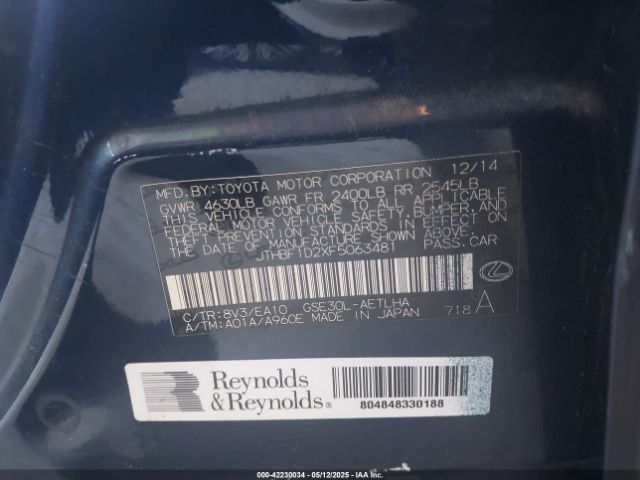 MFD.BY:TOYOTA MOTOR CORPORATION 12/14
GVWR 4630LB GAWR FR 2400LB RR 2545LB
THIS VEHICLE CONFORMS TO ALL APPLICABLE
FEDERAL MOTOR VEHICLE SAFETY, BUMPER, AND
THEFT PREVENTION STANDARDS IN EFFECT ON
THE DATE OF MANUFACTURE SHOWN ABOVE.
JTHBF1D2XF5063481 PASS.CAR
C/TR:8V3/EA10 GSE30L-AETLHA
A/TM:A01A/A960E MADE IN JAPAN 718A
Reynolds
&Reynolds®
804848330188
000-42230034 | 05/12/2025 | IAA Inc.